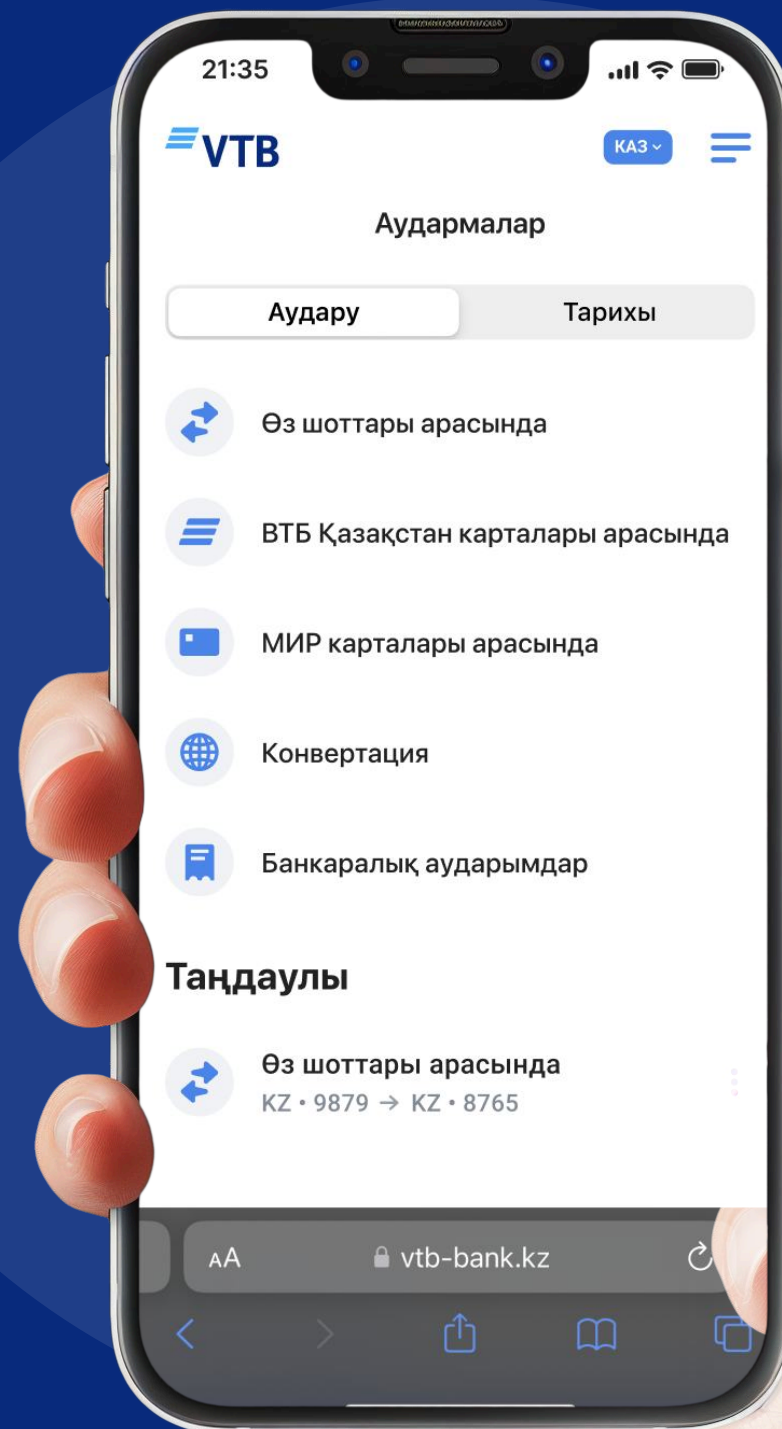 21:35
VTB
КАЗ
Аудармалар
Аудару
Тарихы
Өз шоттары арасында
ВТБ Қазақстан карталары арасында
МИР карталары арасында
Конвертация
Банкаралық аударымдар
Таңдаулы
Өз шоттары арасында
KZ • 9879 → KZ • 8765
AA
vtb-bank.kz